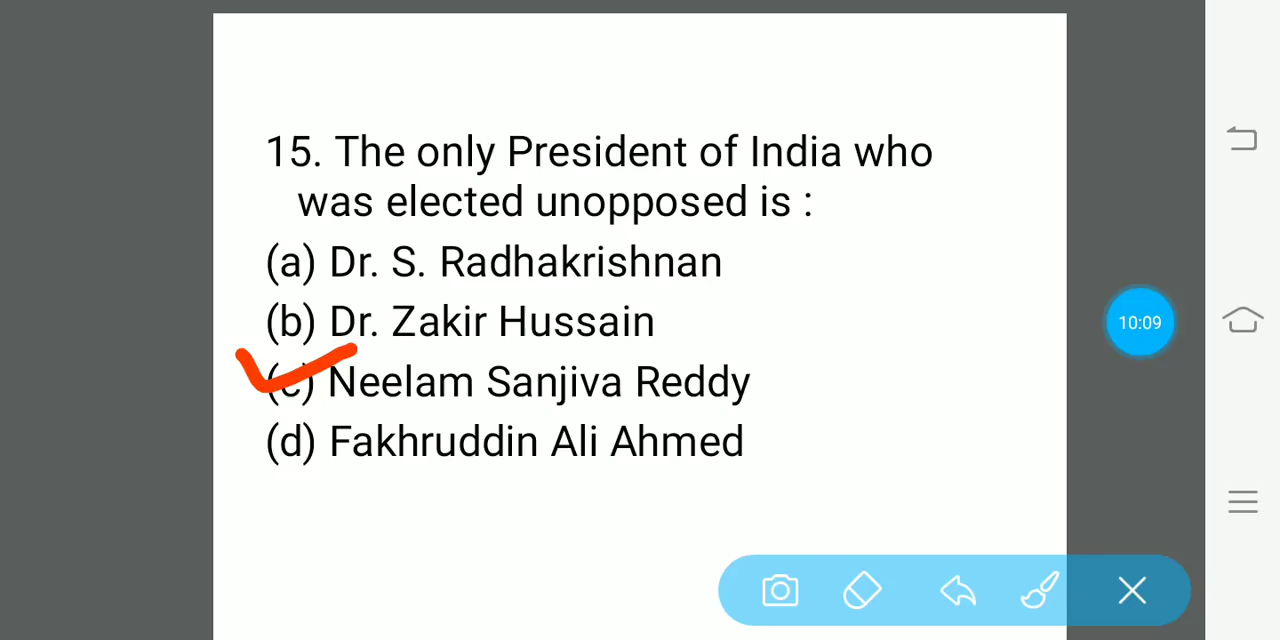 15. The only President of India who
was elected unopposed is :
(a) Dr. S. Radhakrishnan
(b) Dr. Zakir Hussain
(c) Neelam Sanjiva Reddy
(d) Fakhruddin Ali Ahmed
10:09